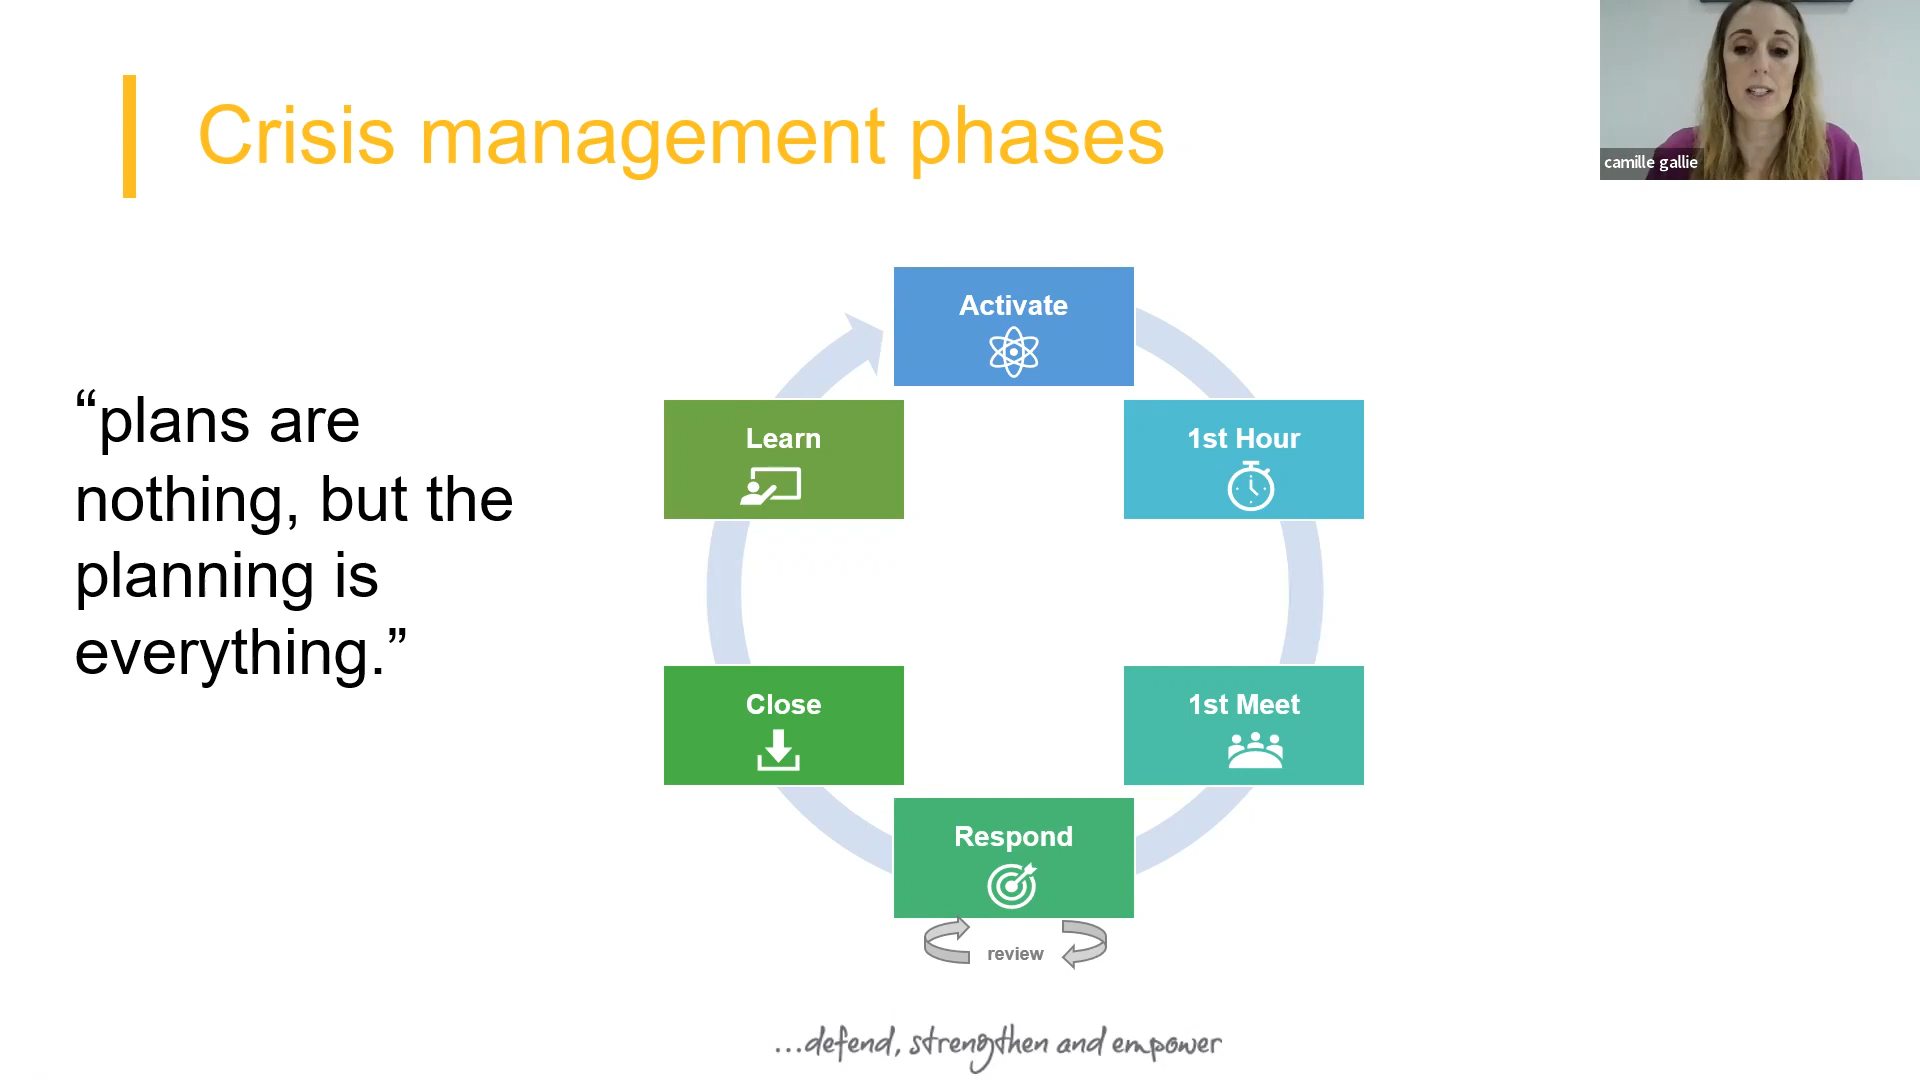 Crisis management phases
camille gallie
“plans are
nothing, but the
planning is
everything.”
Activate
1st Hour
1st Meet
Respond
review
Close
Learn
...defend, strengthen and empower